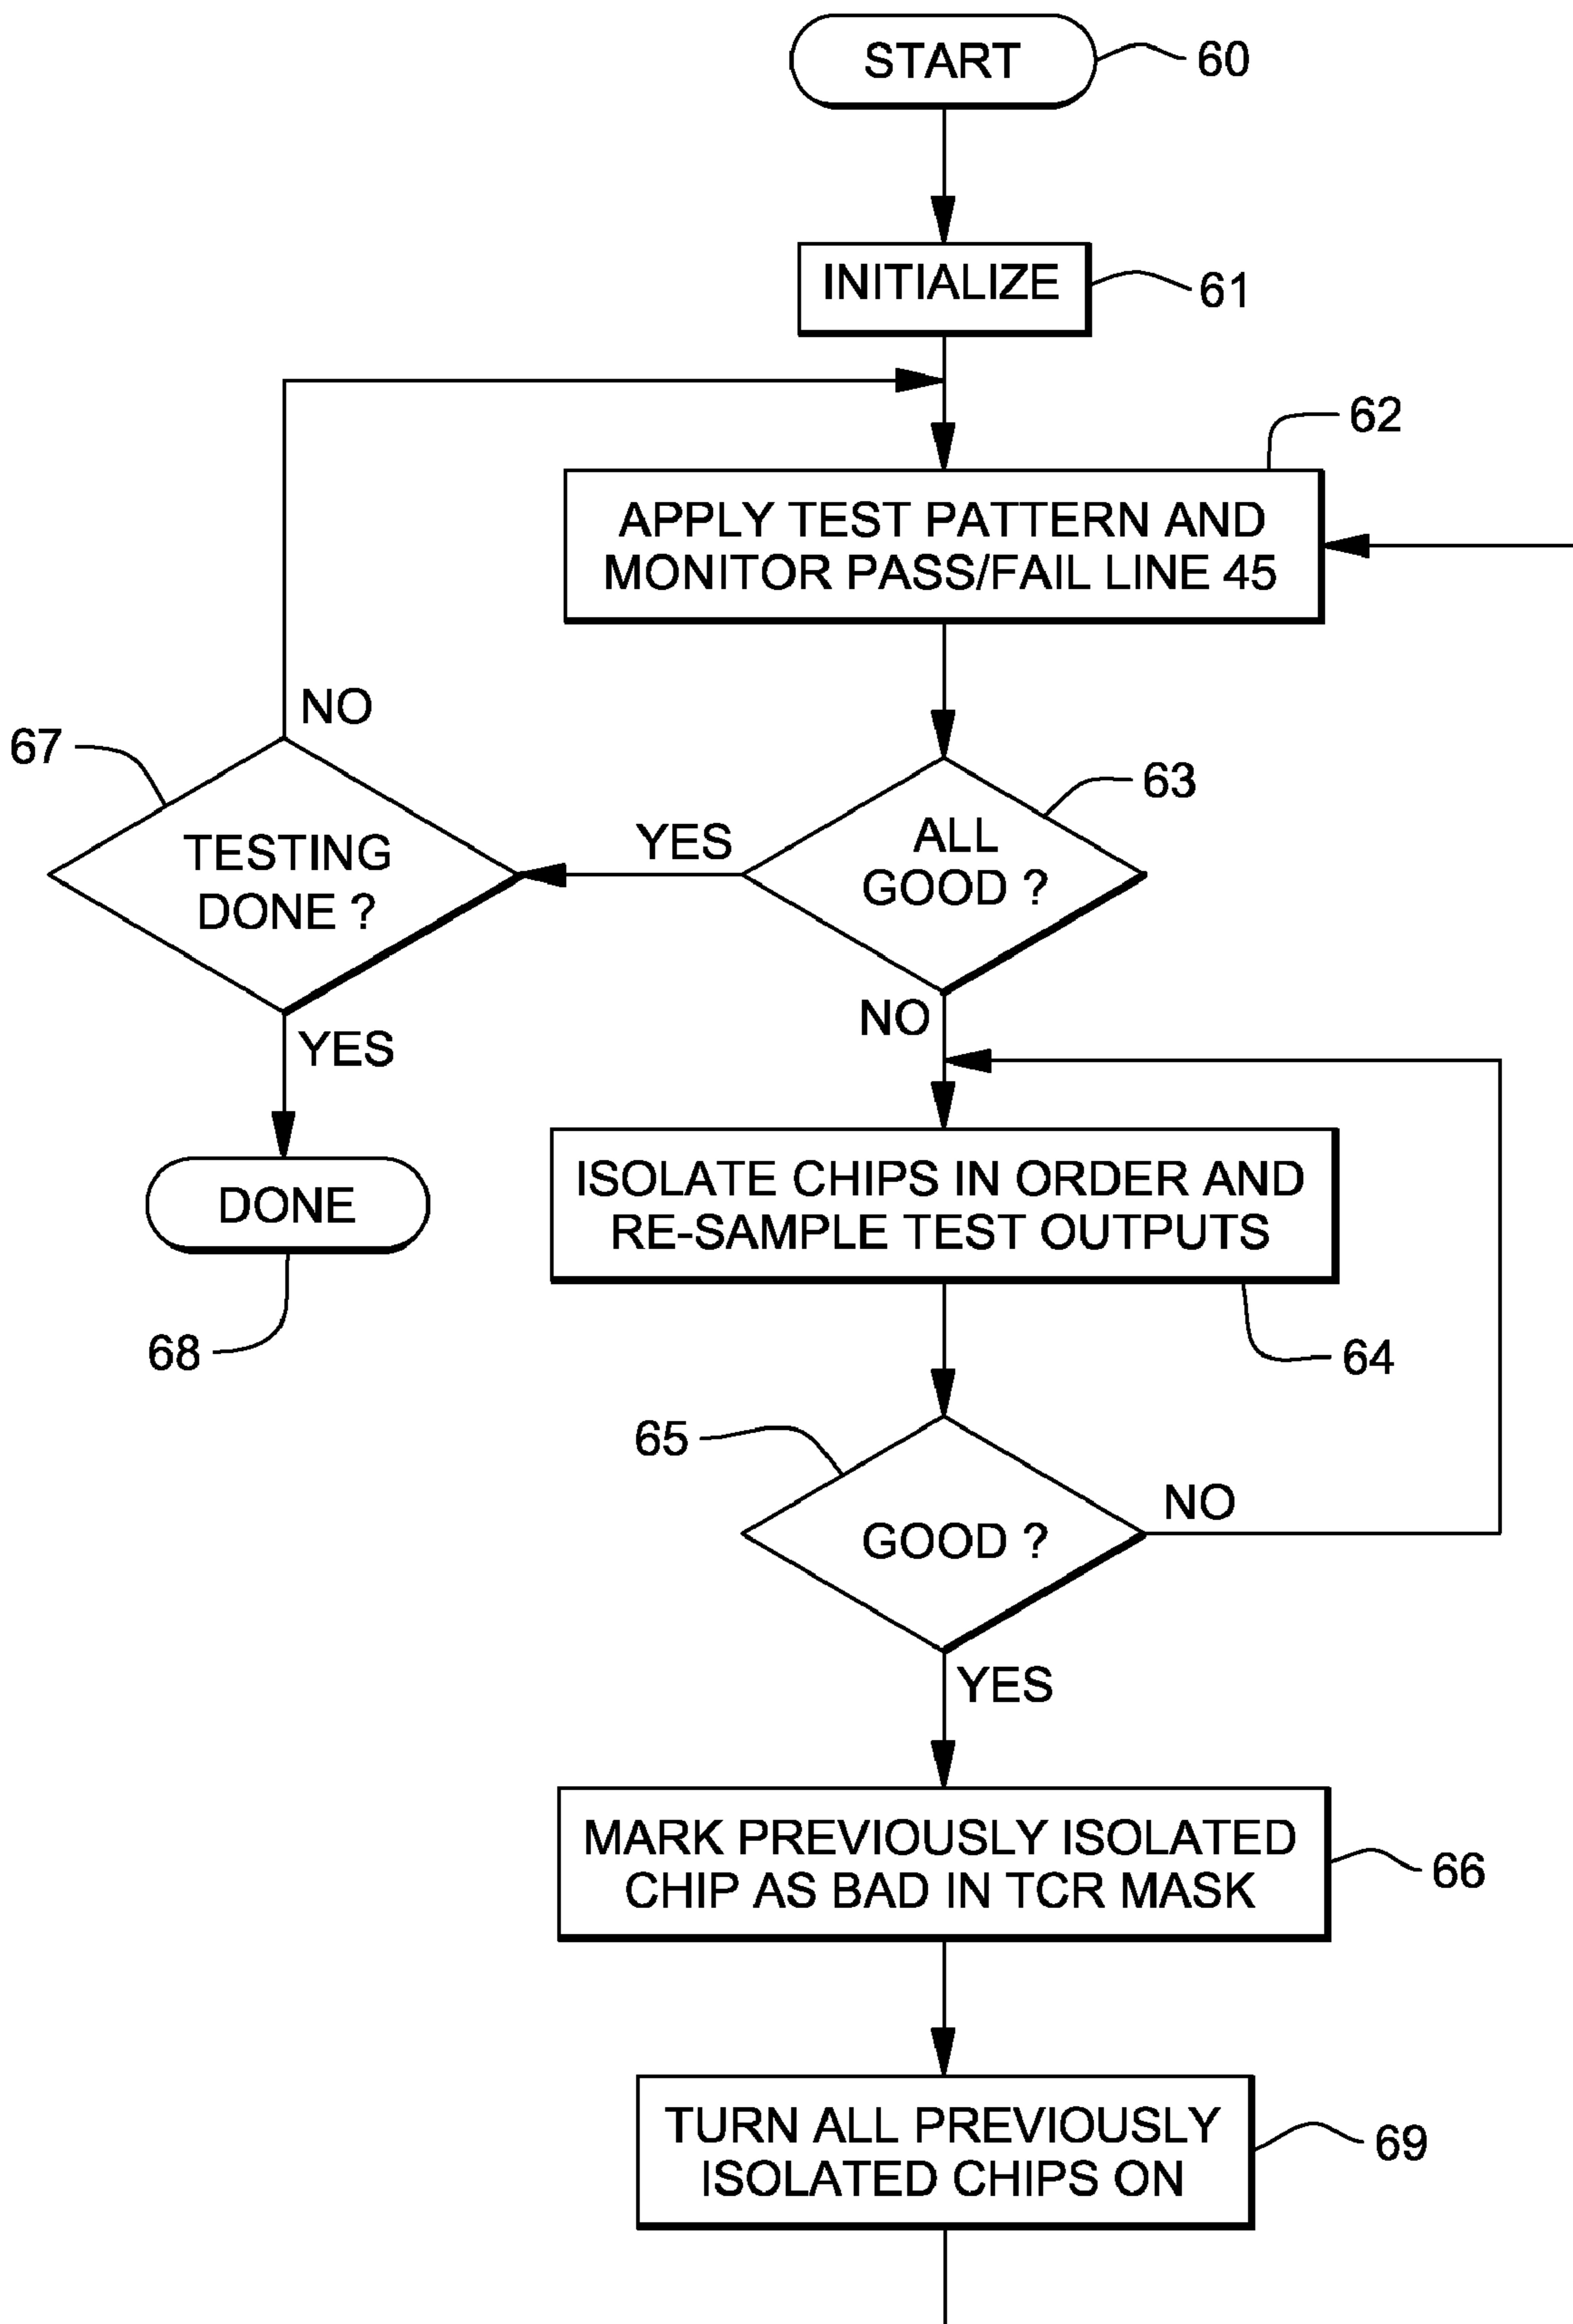 START
60
INITIALIZE
61
62
APPLY TEST PATTERN AND
MONITOR PASS/FAIL LINE 45
NO
67
63
TESTING
DONE ?
YES
ALL
GOOD ?
NO
YES
ISOLATE CHIPS IN ORDER AND
RE-SAMPLE TEST OUTPUTS
DONE
68
64
65
GOOD ?
NO
YES
MARK PREVIOUSLY ISOLATED
CHIP AS BAD IN TCR MASK
66
TURN ALL PREVIOUSLY
ISOLATED CHIPS ON
69